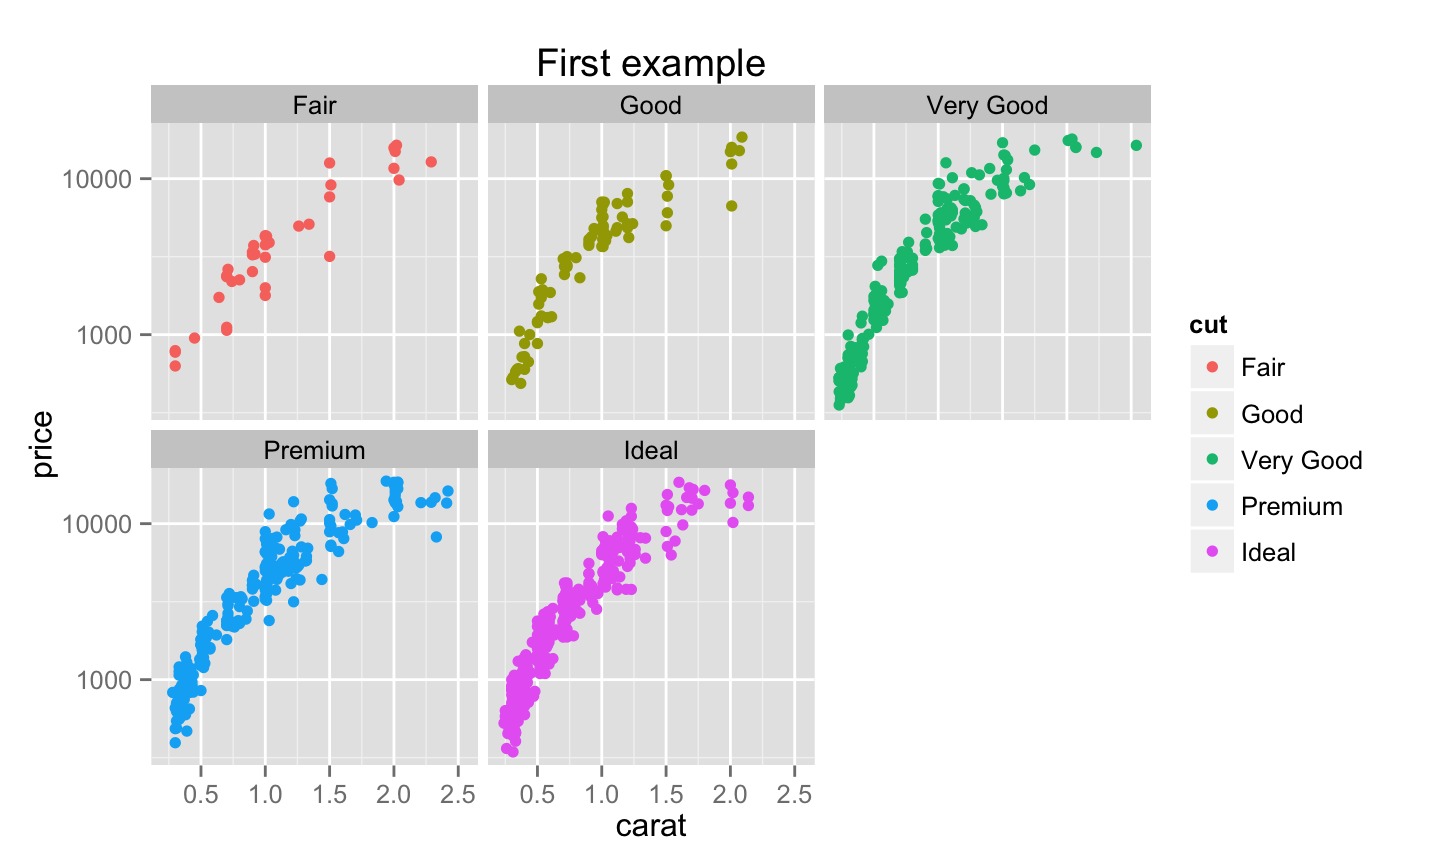 First example
Fair Good Very Good
10000
1000
Premium Ideal
10000
1000
0.5 1.0 1.5 2.0 2.5 0.5 1.0 1.5 2.0 2.5
carat
price
cut
Fair
Good
Very Good
Premium
Ideal